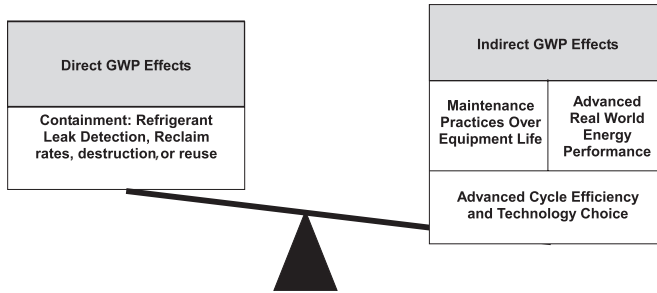 Direct GWP Effects
Containment: Refrigerant
Leak Detection, Reclaim
rates, destruction, or reuse
Indirect GWP Effects
Maintenance
Practices Over
Equipment Life
Advanced
Real World
Energy
Performance
Advanced Cycle Efficiency
and Technology Choice